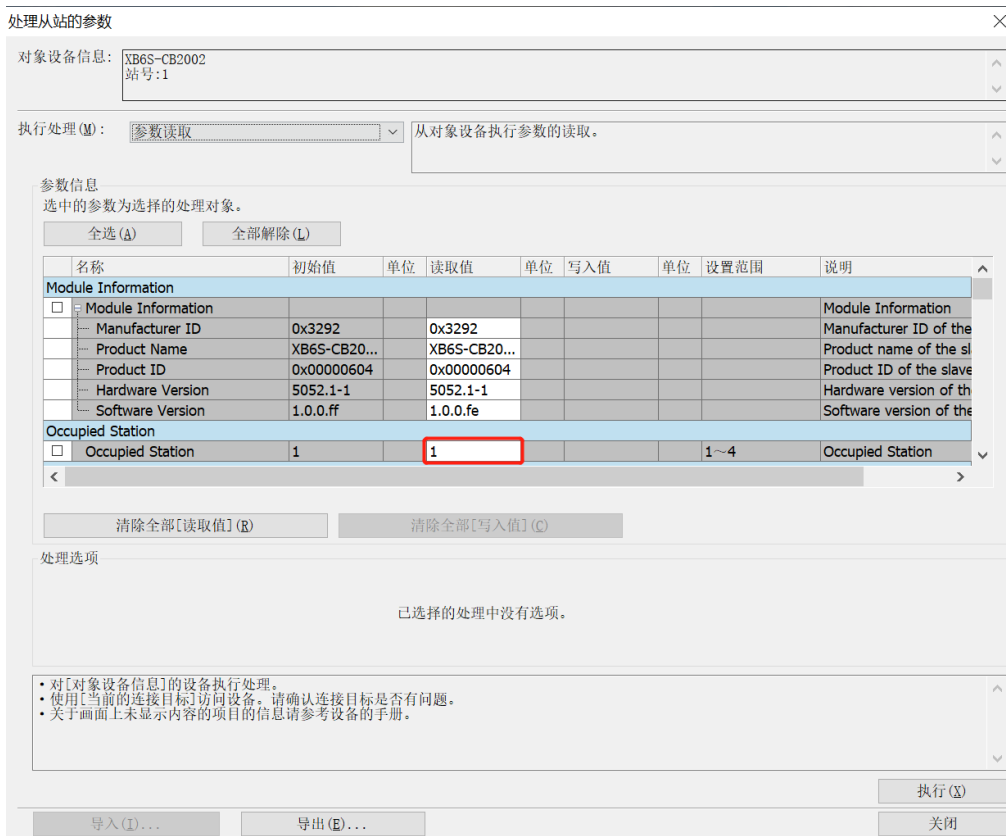 处理从站的参数
对象设备信息: XB6S-CB2002
站号:1
执行处理(M): 参数读取 从对象设备执行参数的读取。
参数信息
选中的参数为选择的处理对象。
全选(A) 全部解除(L)
名称 初始值 单位 读取值 单位 写入值 单位 设置范围 说明
Module Information
Module Information Module Information
Manufacturer ID 0x3292 0x3292 Manufacturer ID of the
Product Name XB6S-CB20... XB6S-CB20... Product name of the sl
Product ID 0x00000604 0x00000604 Product ID of the slave
Hardware Version 5052.1-1 5052.1-1 Hardware version of th
Software Version 1.0.0.ff 1.0.0.fe Software version of the
Occupied Station
Occupied Station 1 1 1~4 Occupied Station
清除全部[读取值](R) 清除全部[写入值](C)
处理选项
已选择的处理中没有选项。
・对[对象设备信息]的设备执行处理。
・使用[当前的连接目标]访问设备。请确认连接目标是否有问题。
・关于画面上未显示内容的项目的信息请参考设备的手册。
执行(X)
导入(I)... 导出(E)... 关闭